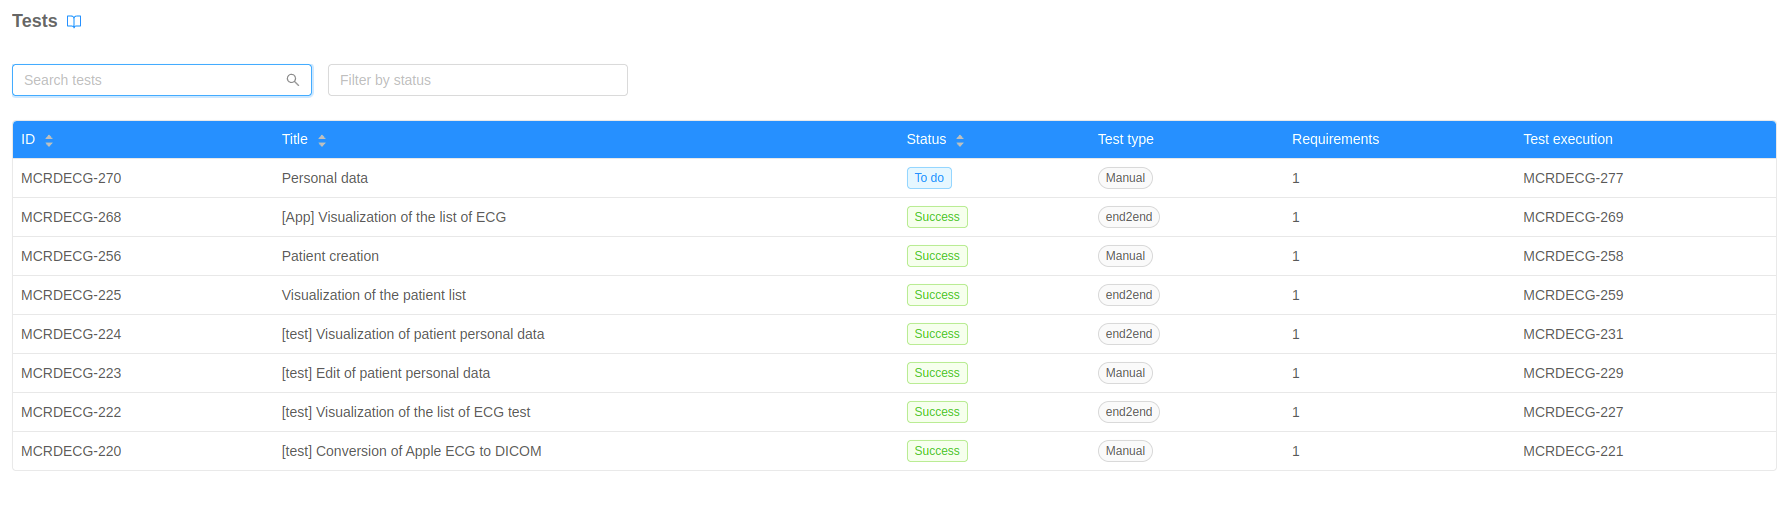 Tests
Search tests Filter by status
ID Title Status Test type Requirements Test execution
MCRDECG-270 Personal data To do Manual 1 MCRDECG-277
MCRDECG-268 [App] Visualization of the list of ECG Success end2end 1 MCRDECG-269
MCRDECG-256 Patient creation Success Manual 1 MCRDECG-258
MCRDECG-225 Visualization of the patient list Success end2end 1 MCRDECG-259
MCRDECG-224 [test] Visualization of patient personal data Success end2end 1 MCRDECG-231
MCRDECG-223 [test] Edit of patient personal data Success Manual 1 MCRDECG-229
MCRDECG-222 [test] Visualization of the list of ECG test Success end2end 1 MCRDECG-227
MCRDECG-220 [test] Conversion of Apple ECG to DICOM Success Manual 1 MCRDECG-221